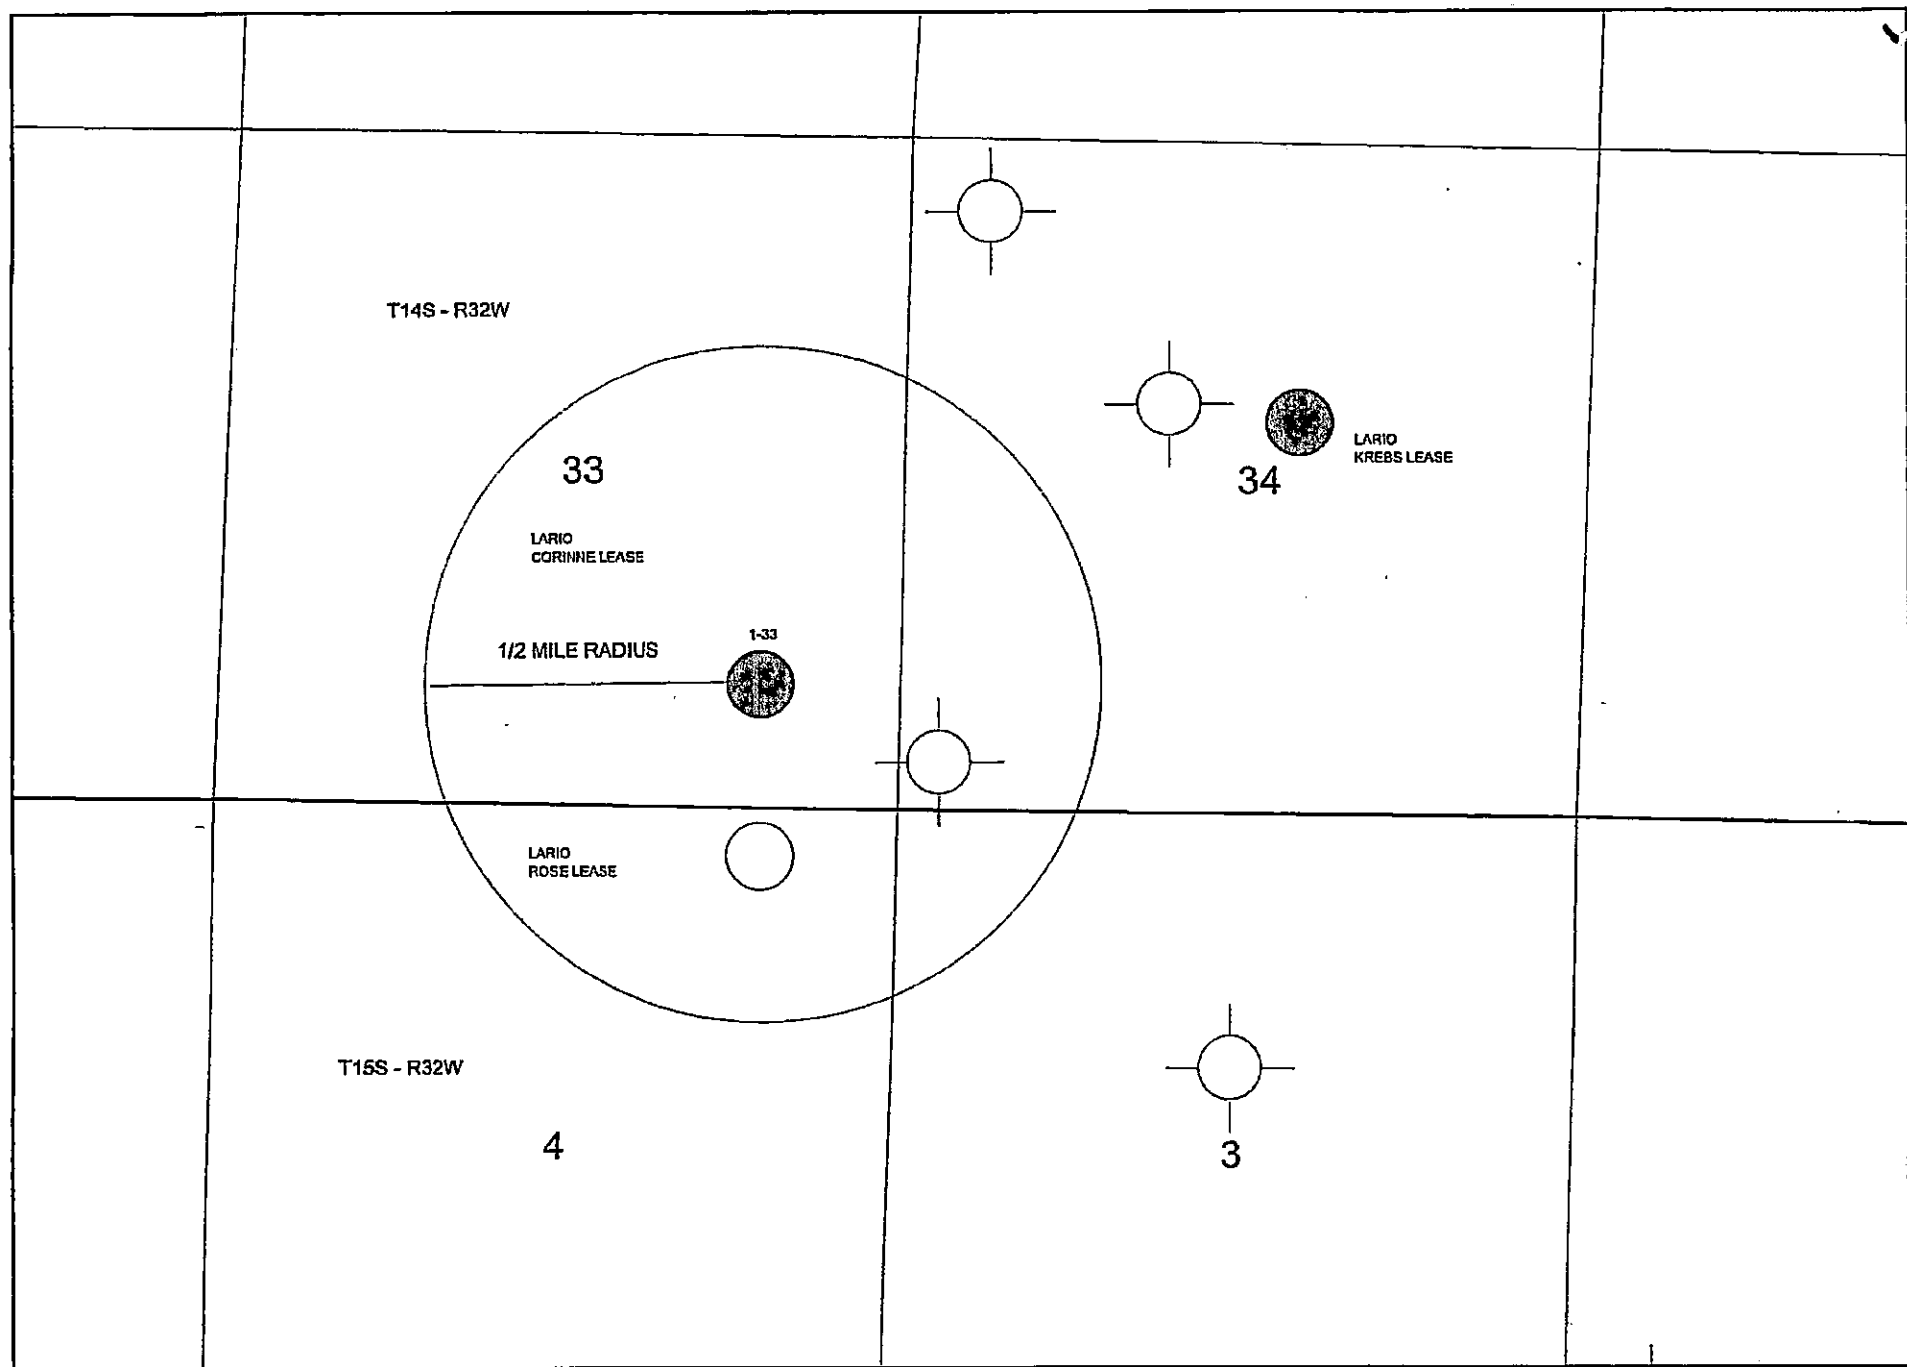 T14S - R32W
33
34
LARIO
KREBS LEASE
LARIO
CORINNE LEASE
1-33
1/2 MILE RADIUS
LARIO
ROSE LEASE
T15S - R32W
4
3